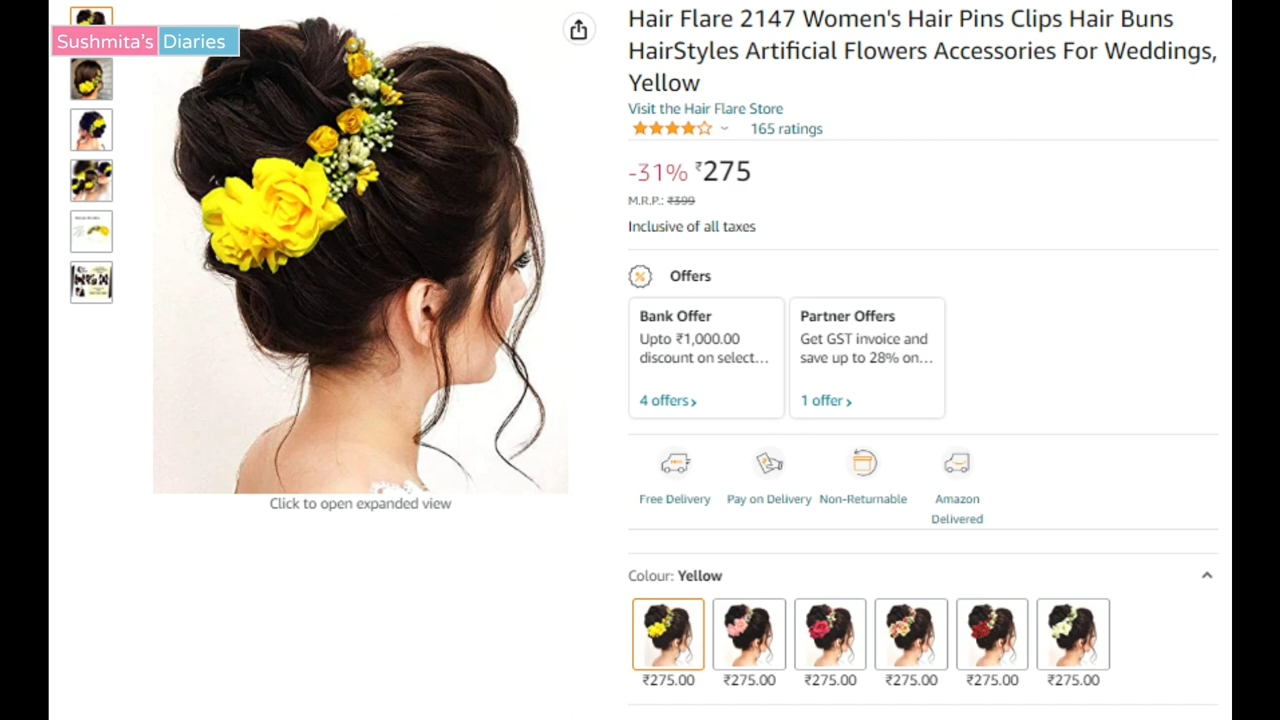 Sushmita's Diaries
Click to open expanded view
Hair Flare 2147 Women's Hair Pins Clips Hair Buns
HairStyles Artificial Flowers Accessories For Weddings,
Yellow
Visit the Hair Flare Store
165 ratings
-31% ₹275
M.R.P.: ₹399
Inclusive of all taxes
Offers
Bank Offer
Upto ₹1,000.00
discount on select...
4 offers ›
Partner Offers
Get GST invoice and
save up to 28% on...
1 offer ›
Free Delivery
Pay on Delivery
Non-Returnable
Amazon
Delivered
Colour: Yellow
₹275.00 ₹275.00 ₹275.00 ₹275.00 ₹275.00 ₹275.00